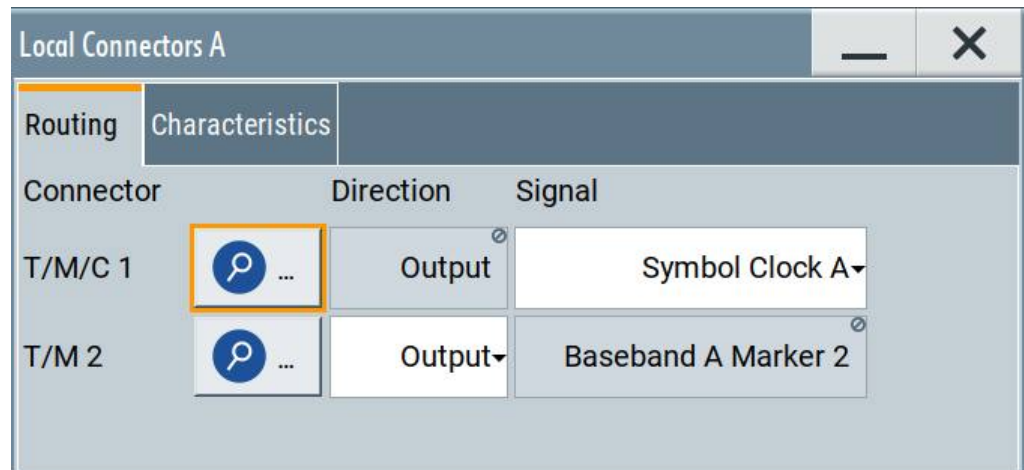 Local Connectors A
Routing Characteristics
Connector Direction Signal
T/M/C 1 ... Output Symbol Clock A
T/M 2 ... Output Baseband A Marker 2